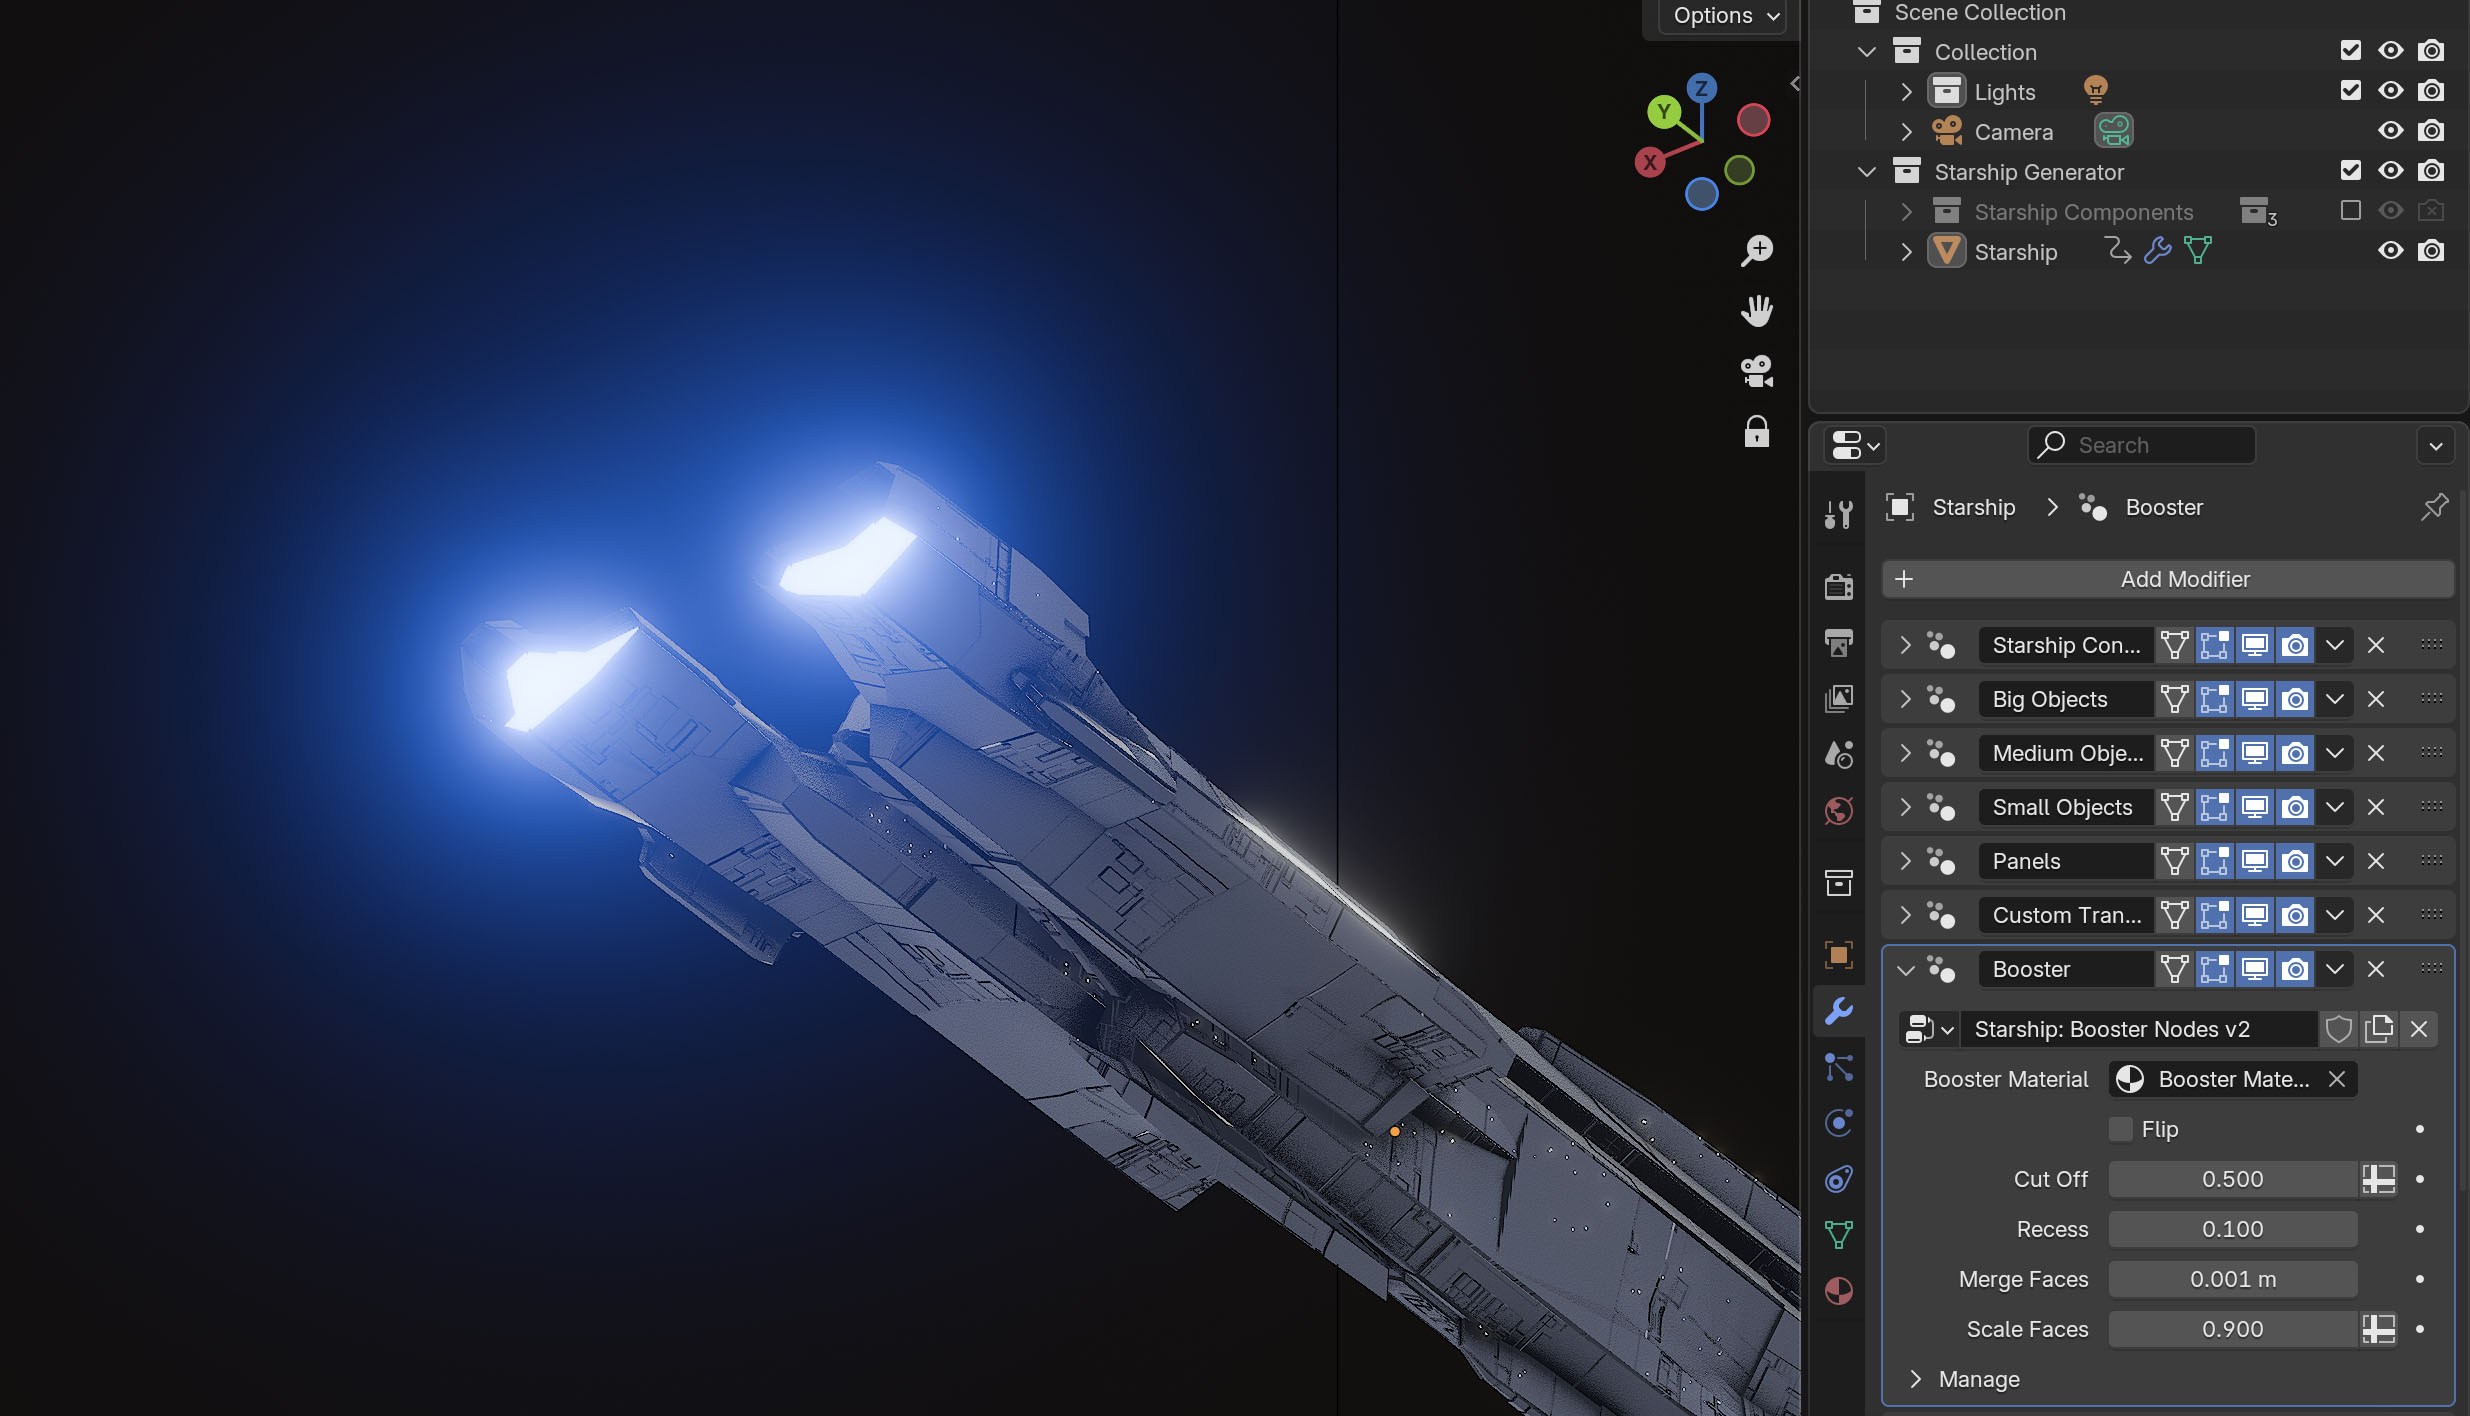 Options
Z
Y
X
Scene Collection
Collection
Lights
Camera
Starship Generator
Starship Components 3
Starship
Search
Starship Booster
Add Modifier
Starship Con...
Big Objects
Medium Obje...
Small Objects
Panels
Custom Tran...
Booster
Starship: Booster Nodes v2
Booster Material Booster Mate...
Flip
Cut Off 0.500
Recess 0.100
Merge Faces 0.001 m
Scale Faces 0.900
Manage